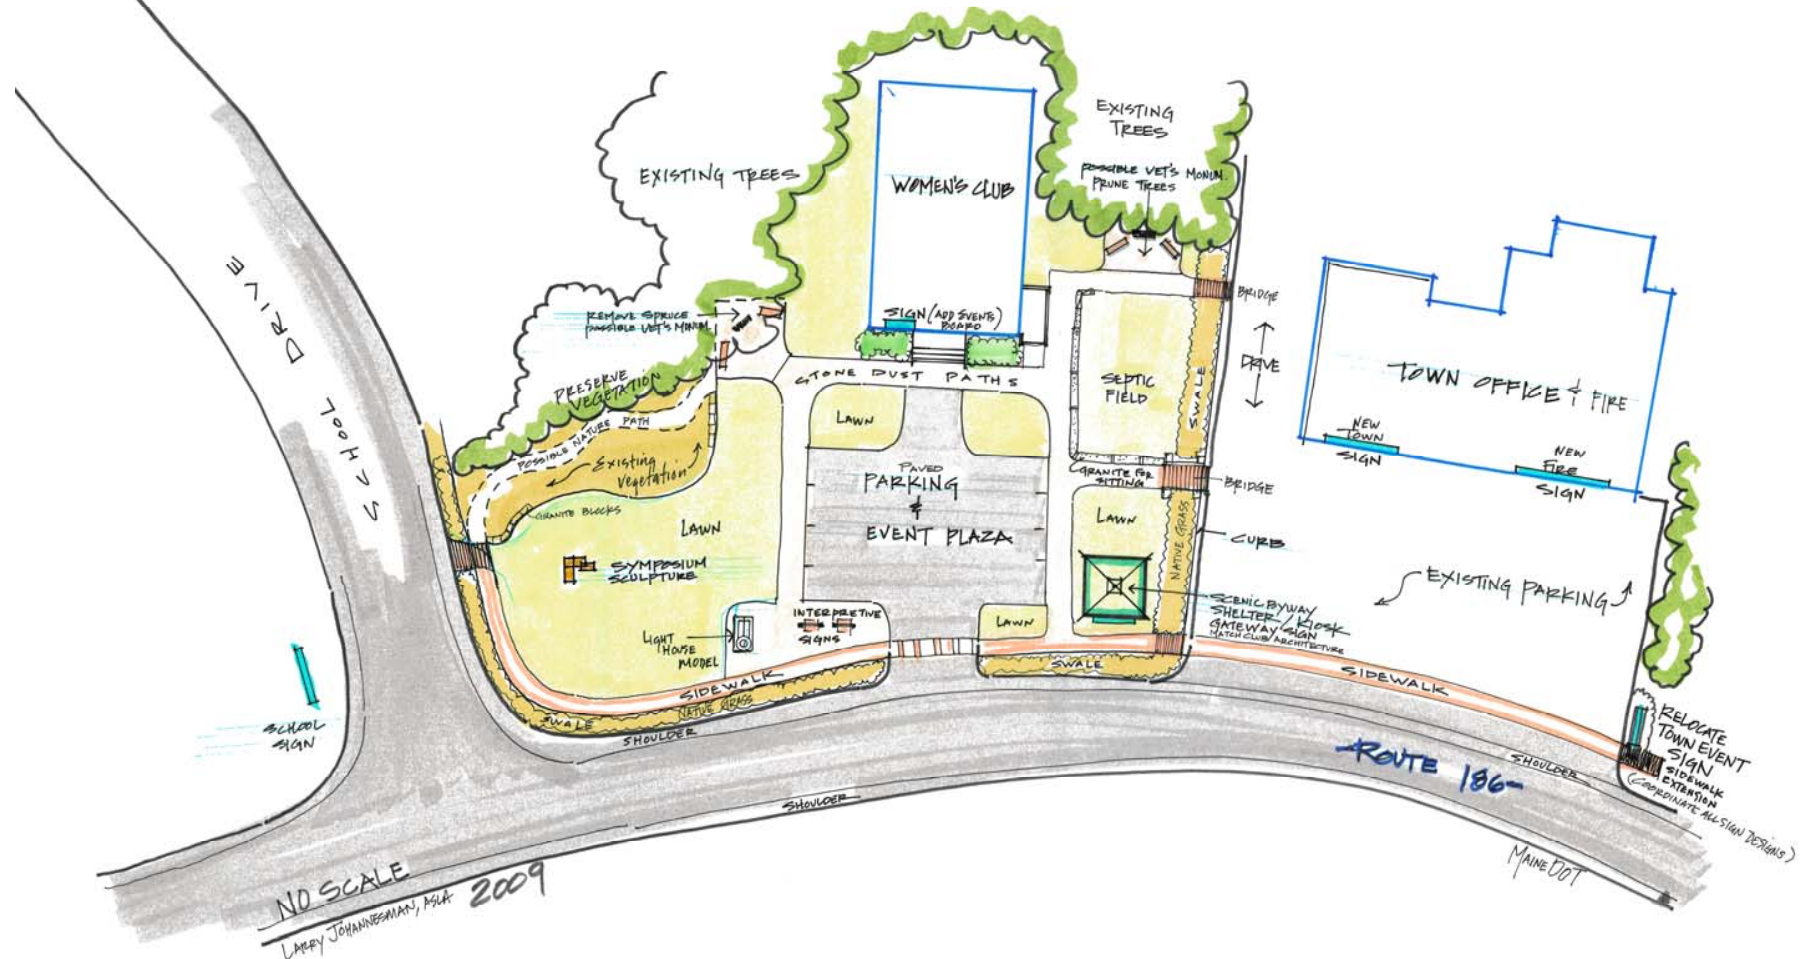 EXISTING TREES
EXISTING
TREES
POSSIBLE VET'S MONUM.
PRUNE TREES
WOMEN'S CLUB
SIGN (ADD EVENTS)
BOARD
REMOVE SPRUCE
POSSIBLE VET'S MONUM.
PRESERVE
VEGETATION
POSSIBLE NATURE PATH
Existing
Vegetation
GRANITE BLOCKS
STONE DUST PATHS
LAWN
LAWN
SYMPOSIUM
SCULPTURE
PAVED
PARKING
&
EVENT PLAZA
SEPTIC
FIELD
SWALE
BRIDGE
DRIVE
GRANITE FOR
SITTING
BRIDGE
LAWN
NATIVE GRASS
CURB
TOWN OFFICE & FIRE
NEW
TOWN
SIGN
NEW
FIRE
SIGN
EXISTING PARKING
SCENIC BYWAY
SHELTER/KIOSK
GATEWAY SIGN
MATCH CLUB ARCHITECTURE
INTERPRETIVE
SIGNS
LIGHT
HOUSE
MODEL
LAWN
SCHOOL DRIVE
SCHOOL
SIGN
SIDEWALK
NATIVE GRASS
SWALE
SWALE
SIDEWALK
SHOULDER
SHOULDER
SHOULDER
ROUTE 186
RELOCATE
TOWN EVENT
SIGN
SIDEWALK
EXTENSION
(COORDINATE ALL SIGN DESIGNS)
MAINE DOT
NO SCALE
LARRY JOHANNESMAN, ASLA 2009